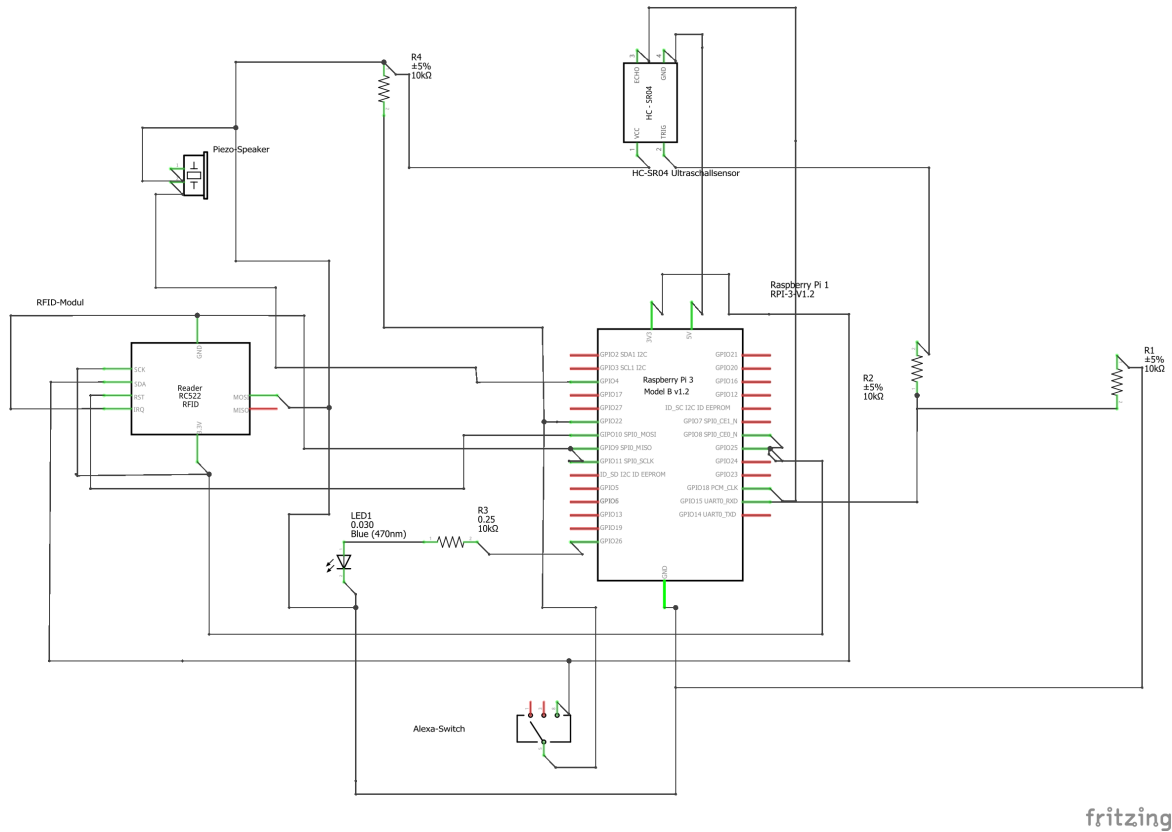 R4
±5%
10kΩ
3
4
ECHO
GND
HC - SR04
VCC
TRIG
1
2
HC-SR04 Ultraschallsensor
Piezo-Speaker
RFID-Modul
GND
SCK
SDA
RST
IRQ
Reader
RC522
RFID
MOSI
MISO
3.3V
Raspberry Pi 1
RPI-3-V1.2
3V3
5V
Raspberry Pi 3
Model B v1.2
GPIO2 SDA1 I2C
GPIO3 SCL1 I2C
GPIO4
GPIO17
GPIO27
GPIO22
GIPO10 SPI0_MOSI
GPIO9 SPI0_MISO
GPIO11 SPI0_SCLK
ID_SD I2C ID EEPROM
GPIO5
GPIO6
GPIO13
GPIO19
GPIO26
GPIO21
GPIO20
GPIO16
GPIO12
ID_SC I2C ID EEPROM
GPIO7 SPI0_CE1_N
GPIO8 SPI0_CE0_N
GPIO25
GPIO24
GPIO23
GPIO18 PCM_CLK
GPIO15 UART0_RXD
GPIO14 UART0_TXD
GND
R2
±5%
10kΩ
R1
±5%
10kΩ
LED1
0.030
Blue (470nm)
R3
0.25
10kΩ
Alexa-Switch
fritzing